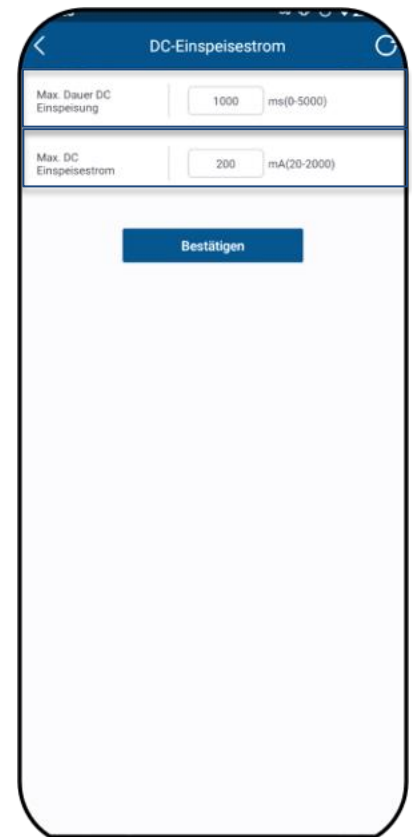 DC-Einspeisestrom
Max. Dauer DC
Einspeisung
1000 ms(0-5000)
Max. DC
Einspeisestrom
200 mA(20-2000)
Bestätigen